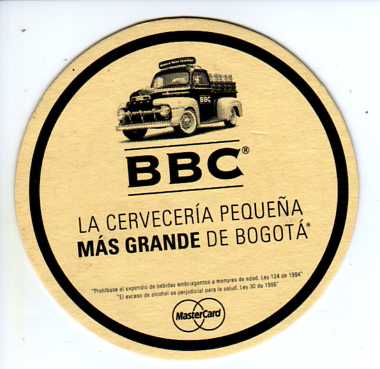 BBC
BBC®
LA CERVECERÍA PEQUEÑA
MÁS GRANDE DE BOGOTÁ®
"Prohíbase el expendio de bebidas embriagantes a menores de edad. Ley 124 de 1994"
"El exceso de alcohol es perjudicial para la salud. Ley 30 de 1986"
MasterCard